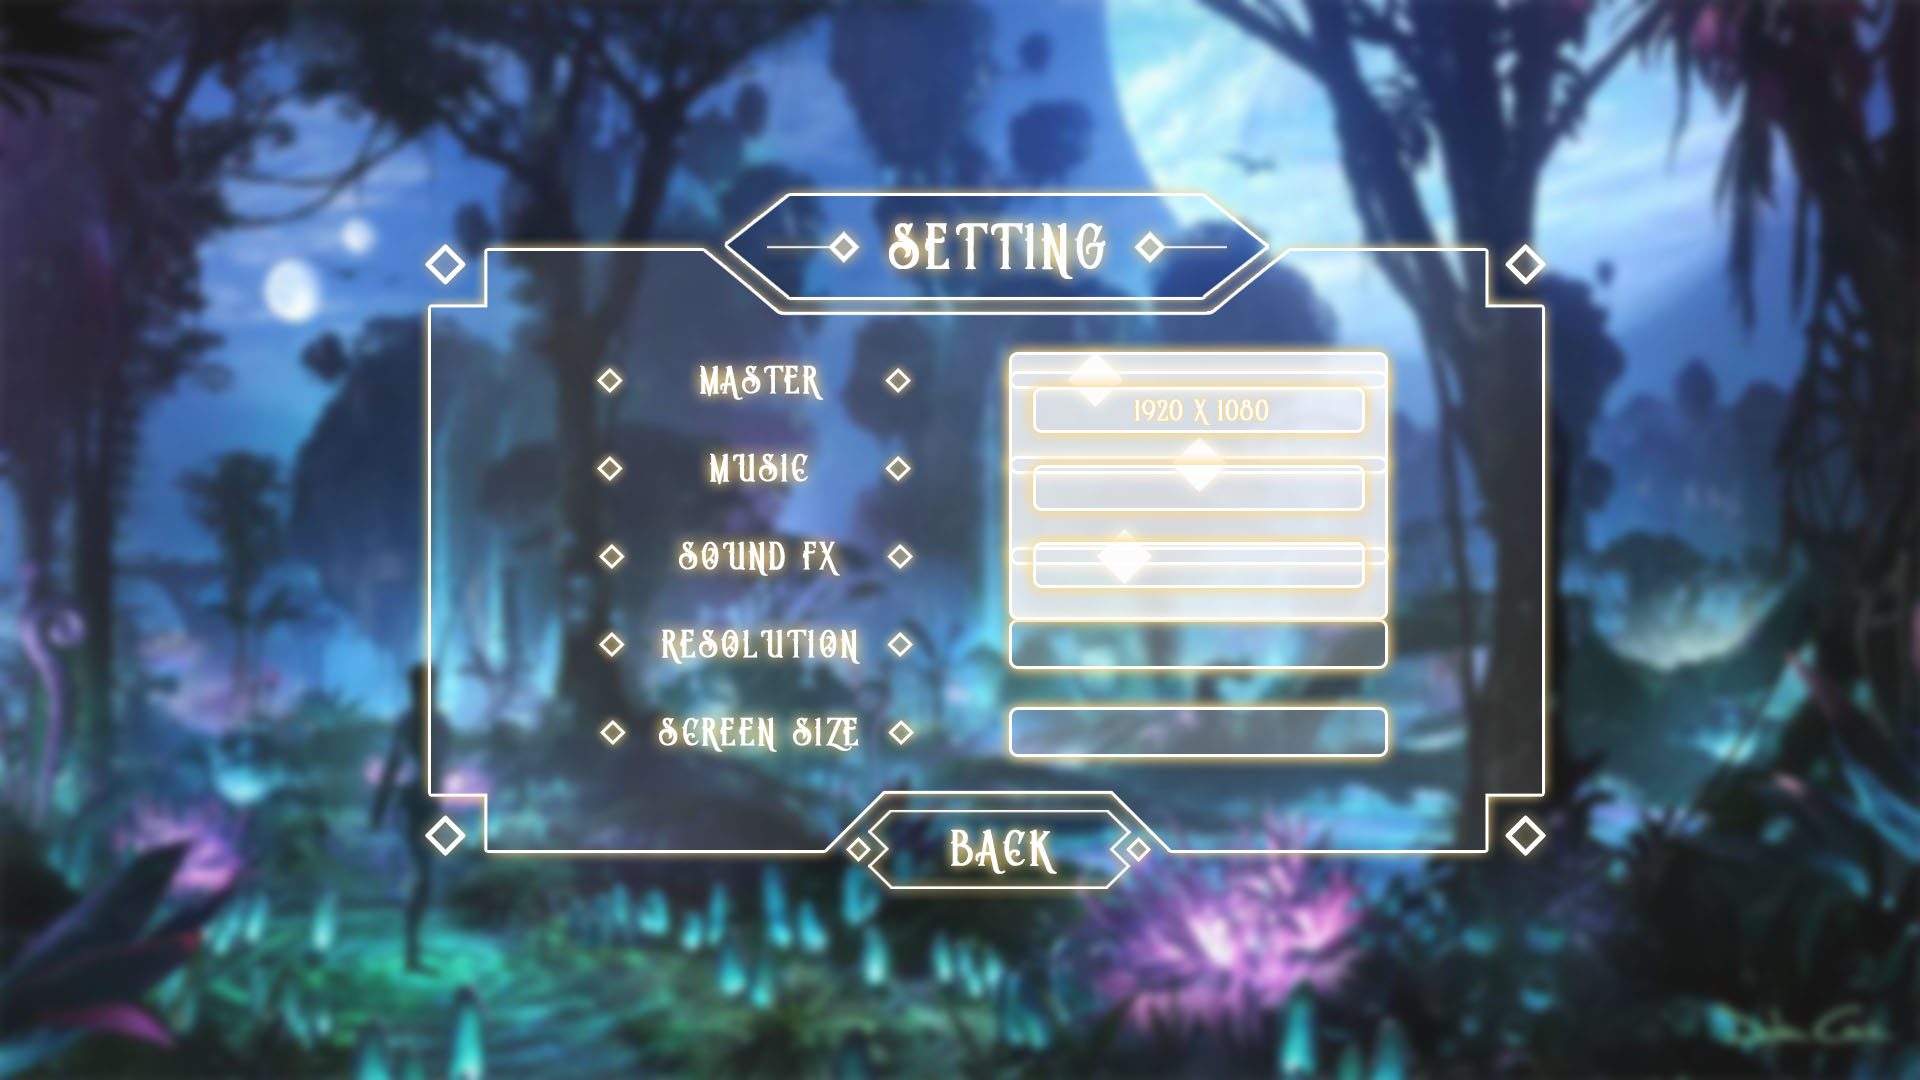 SETTING
MASTER
1920 X 1080
MUSIC
SOUND FX
RESOLUTION
SCREEN SIZE
BACK